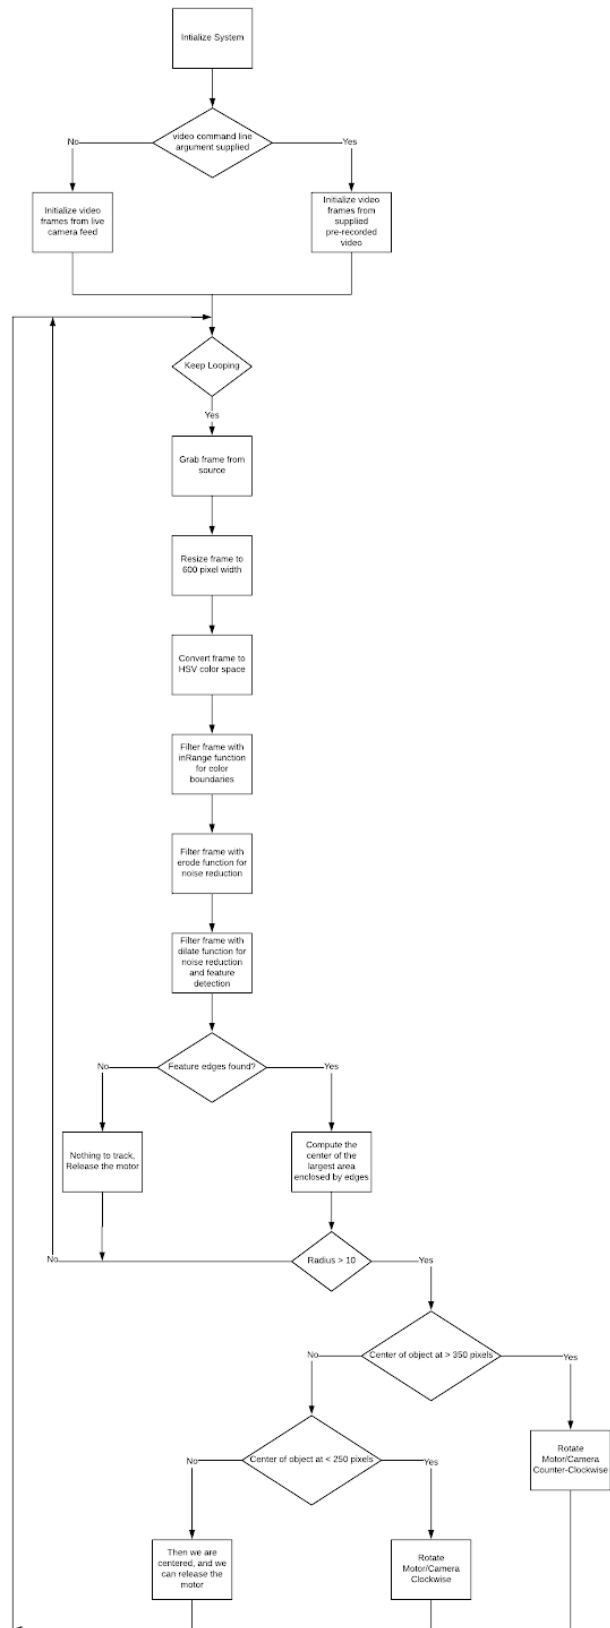 Intialize System
video command line
argument supplied
No
Yes
Initialize video
frames from live
camera feed
Initialize video
frames from
supplied
pre-recorded
video
Keep Looping
Yes
Grab frame from
source
Resize frame to
600 pixel width
Convert frame to
HSV color space
Filter frame with
inRange function
for color
boundaries
Filter frame with
erode function for
noise reduction
Filter frame with
dilate function for
noise reduction
and feature
detection
Feature edges found?
No
Yes
Nothing to track,
Release the motor
Compute the
center of the
largest area
enclosed by edges
Radius > 10
No
Yes
Center of object at > 350 pixels
No
Yes
Rotate
Motor/Camera
Counter-Clockwise
Center of object at < 250 pixels
No
Yes
Then we are
centered, and we
can release the
motor
Rotate
Motor/Camera
Clockwise